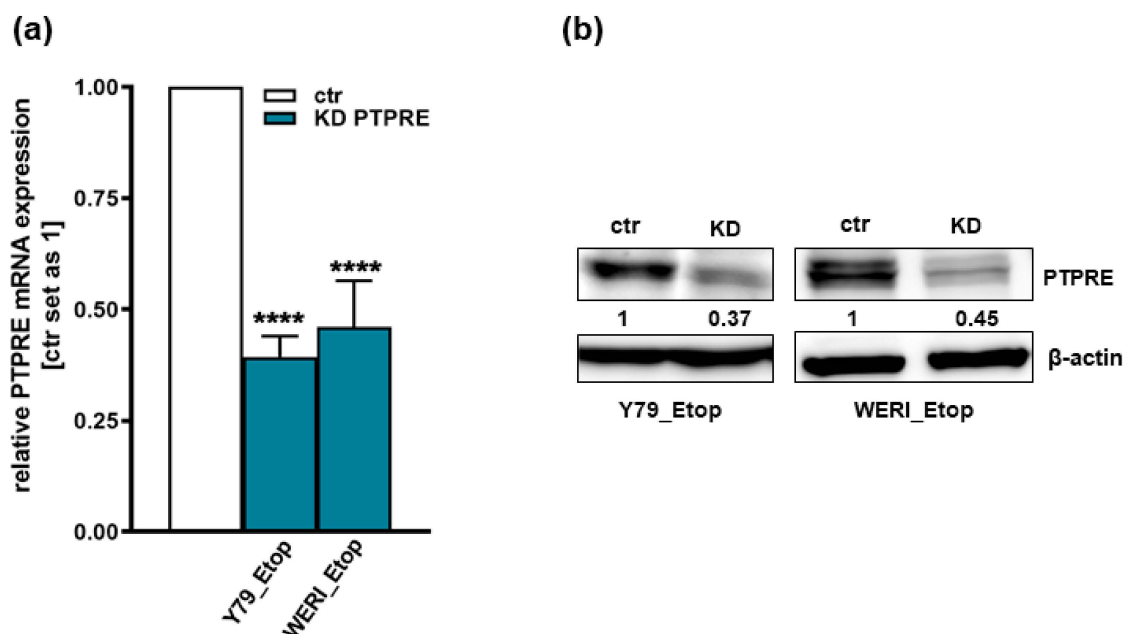 (a)
relative PTPRE mRNA expression
[ctr set as 1]
1.00
0.75
0.50
0.25
0.00
ctr
KD PTPRE
****
****
Y79_Etop
WERI_Etop
(b)
ctr KD ctr KD
PTPRE
1 0.37 1 0.45
β-actin
Y79_Etop WERI_Etop